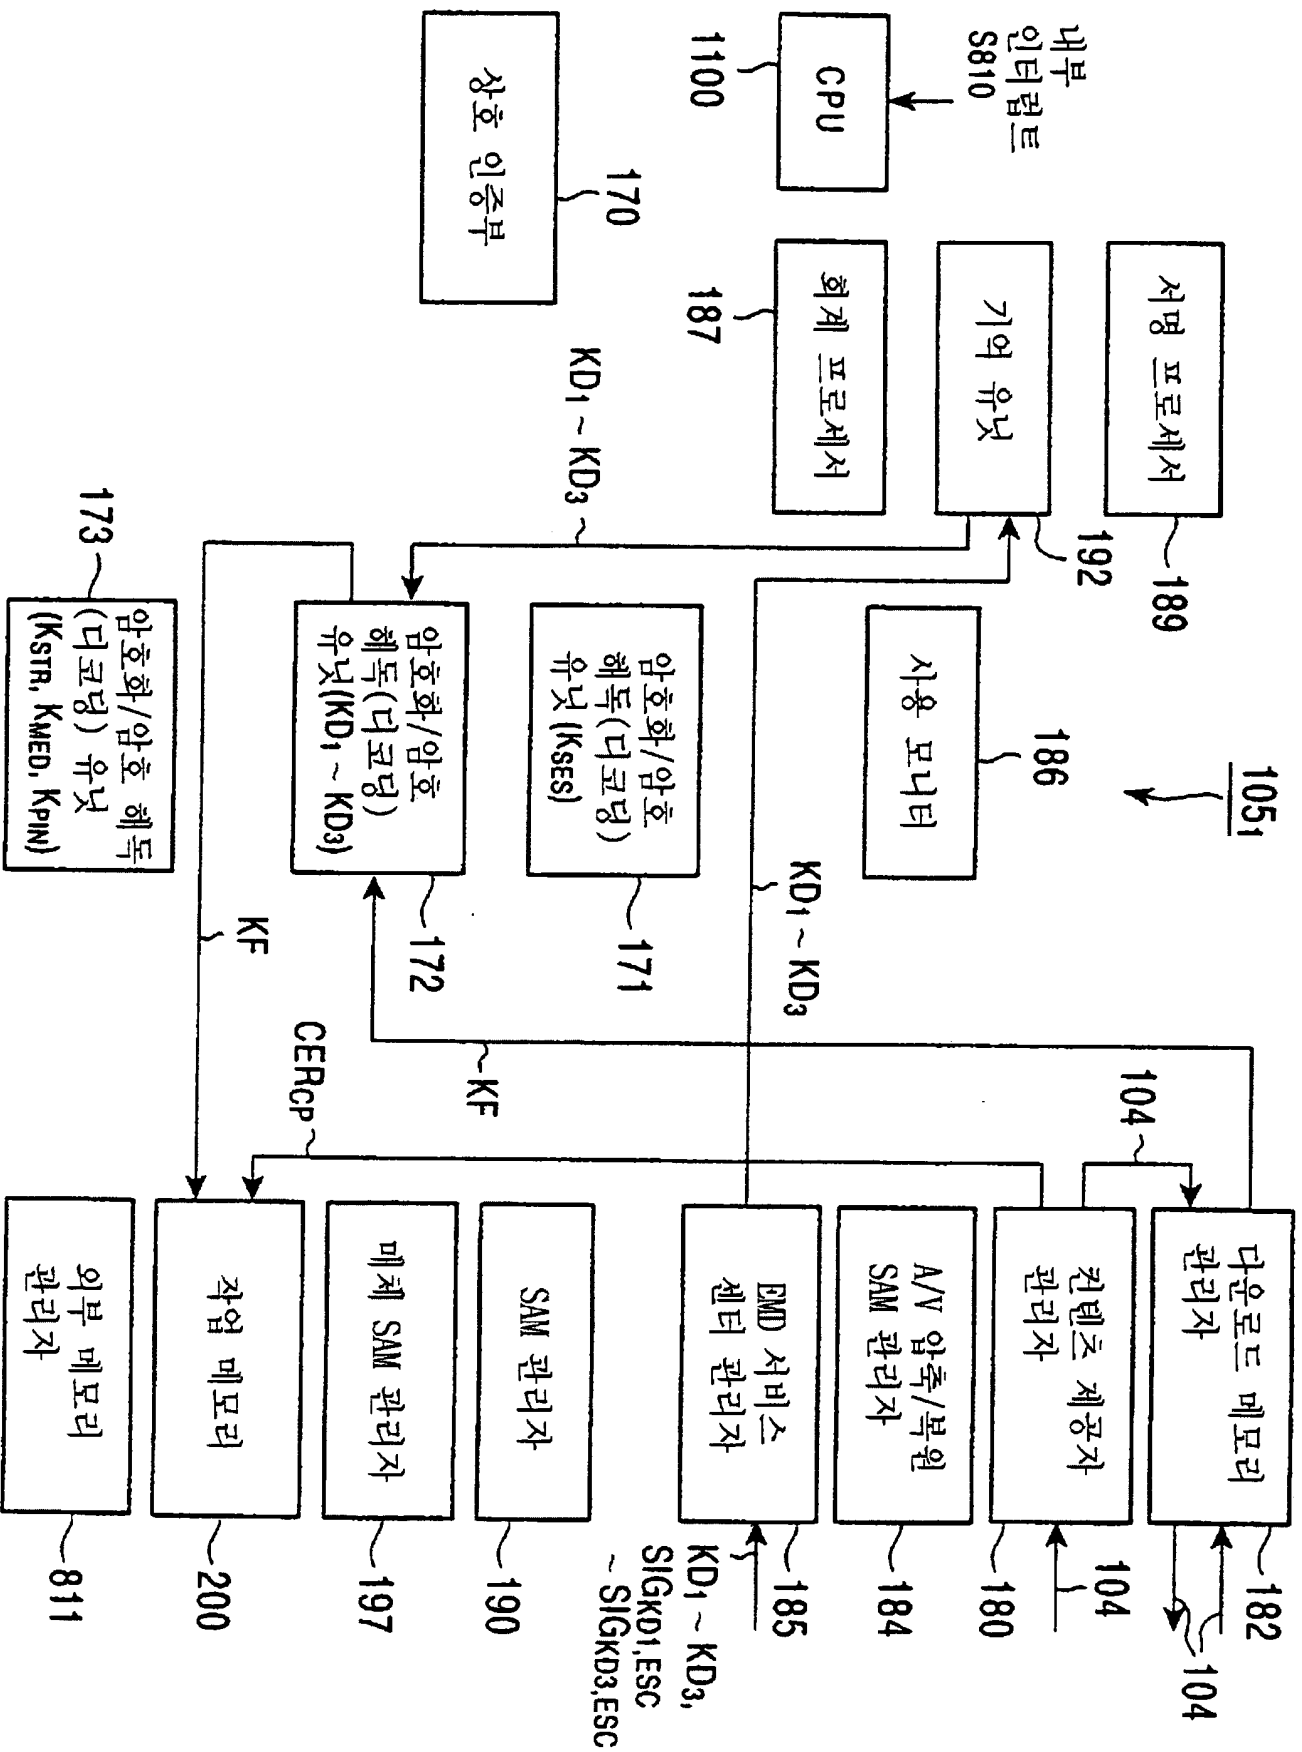 105₁
내부
인터럽트
S810
CPU
1100
서명 프로세서
189
기억 유닛
192
회계 프로세서
187
상호 인증부
170
사용 모니터
186
KD₁ ~ KD₃
암호화/암호
해독(디코딩)
유닛 (KSES)
171
암호화/암호
해독(디코딩)
유닛(KD₁ ~ KD₃)
172
암호화/암호 해독
(디코딩) 유닛
(KSTR, KMED, KPIN)
173
KD₁ ~ KD₃
KF
KF
CERCP
104
다운로드 메모리
관리자
182
104
컨텐츠 제공자
관리자
180
104
A/V 압축/복원
SAM 관리자
184
EMD 서비스
센터 관리자
185
KD₁ ~ KD₃,
SIGKD1,ESC
~ SIGKD3,ESC
SAM 관리자
190
매체 SAM 관리자
197
작업 메모리
200
외부 메모리
관리자
811